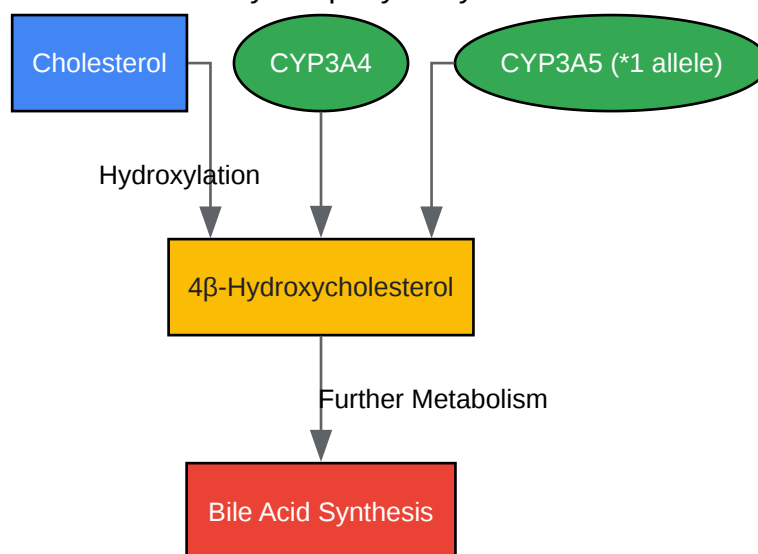 Cholesterol
CYP3A4
CYP3A5 (*1 allele)
Hydroxylation
4β-Hydroxycholesterol
Further Metabolism
Bile Acid Synthesis